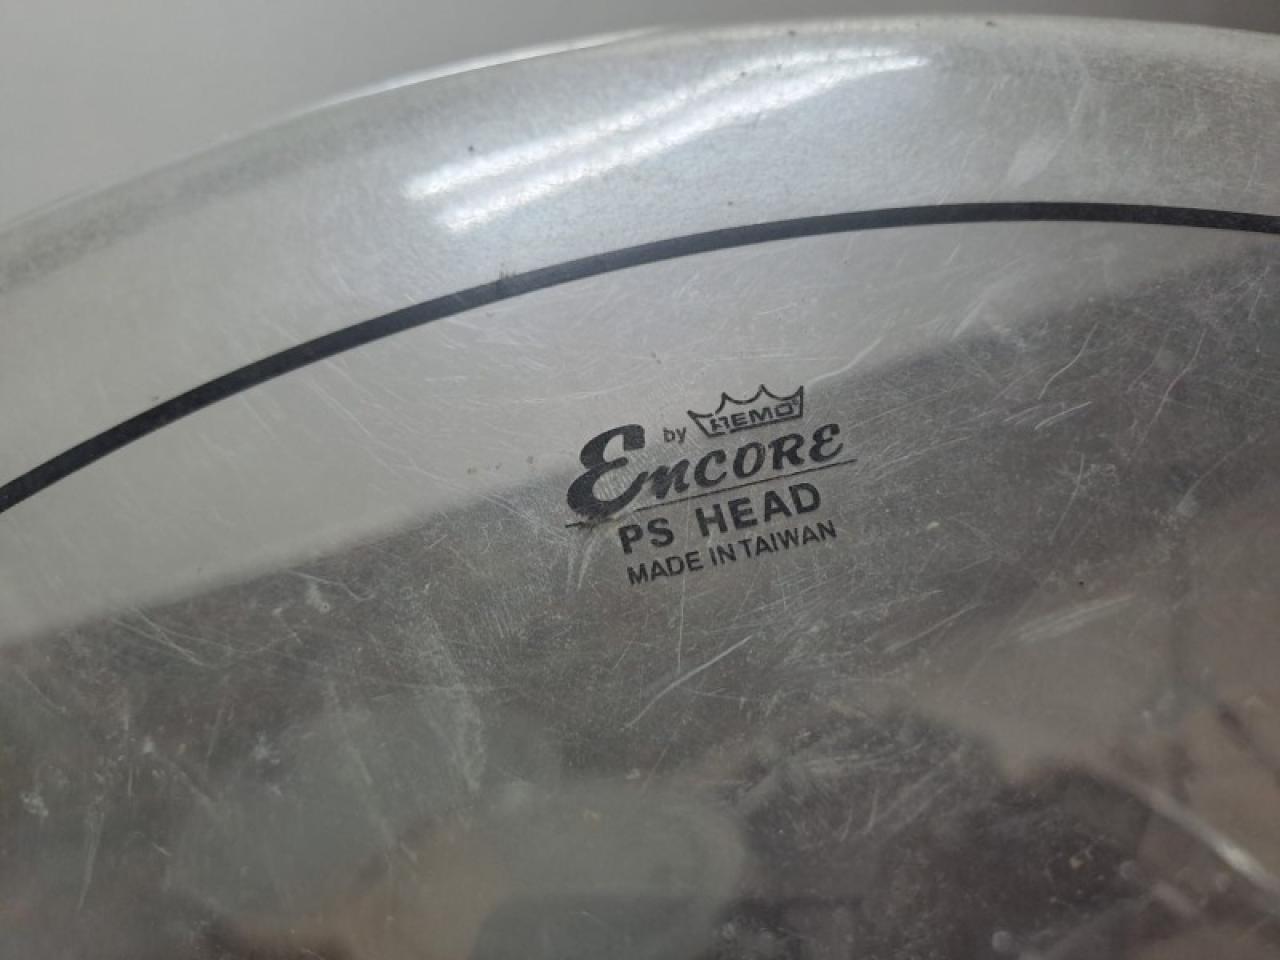 by REMO®
ENCORE
PS HEAD
MADE IN TAIWAN